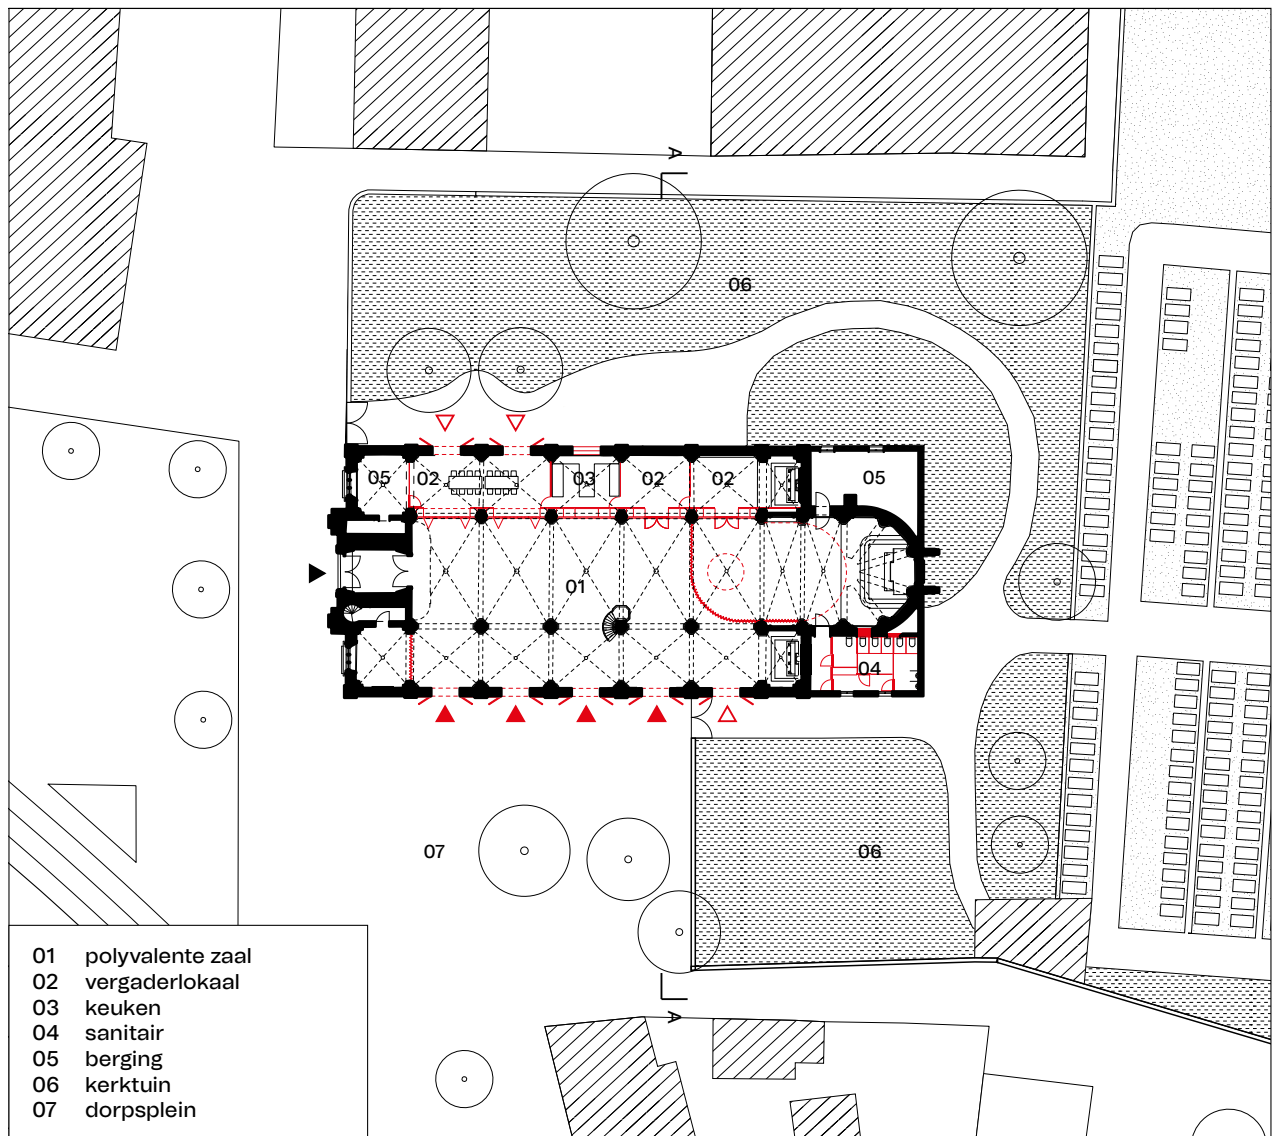 A
06
05
02
03
02
02
05
01
04
07
06
A
01 polyvalente zaal
02 vergaderlokaal
03 keuken
04 sanitair
05 berging
06 kerktuin
07 dorpsplein